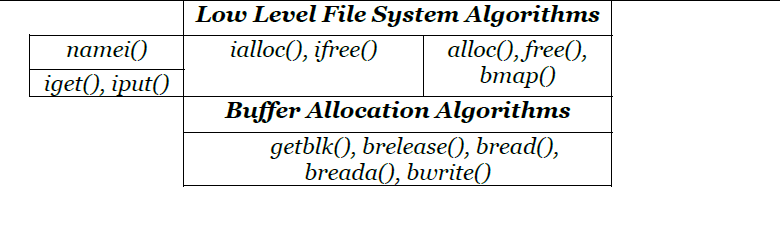 Low Level File System Algorithms
namei()
ialloc(), ifree()
alloc(), free(),
bmap()
iget(), iput()
Buffer Allocation Algorithms
getblk(), brelease(), bread(),
breada(), bwrite()